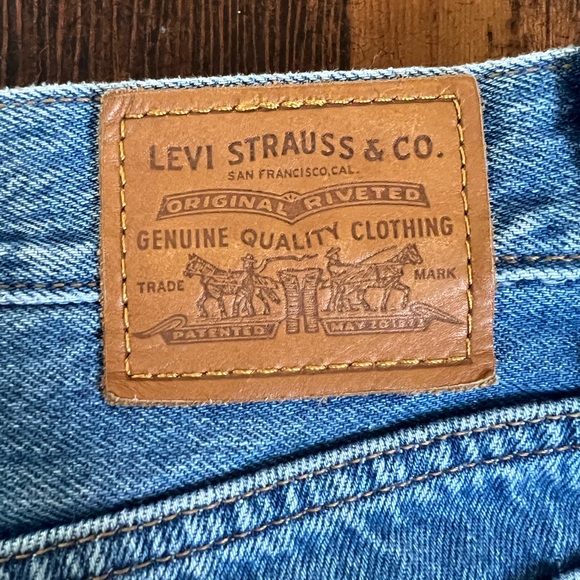 LEVI STRAUSS & CO.
SAN FRANCISCO, CAL.
ORIGINAL RIVETED
GENUINE QUALITY CLOTHING
TRADE MARK
PATENTED MAY 20 1873